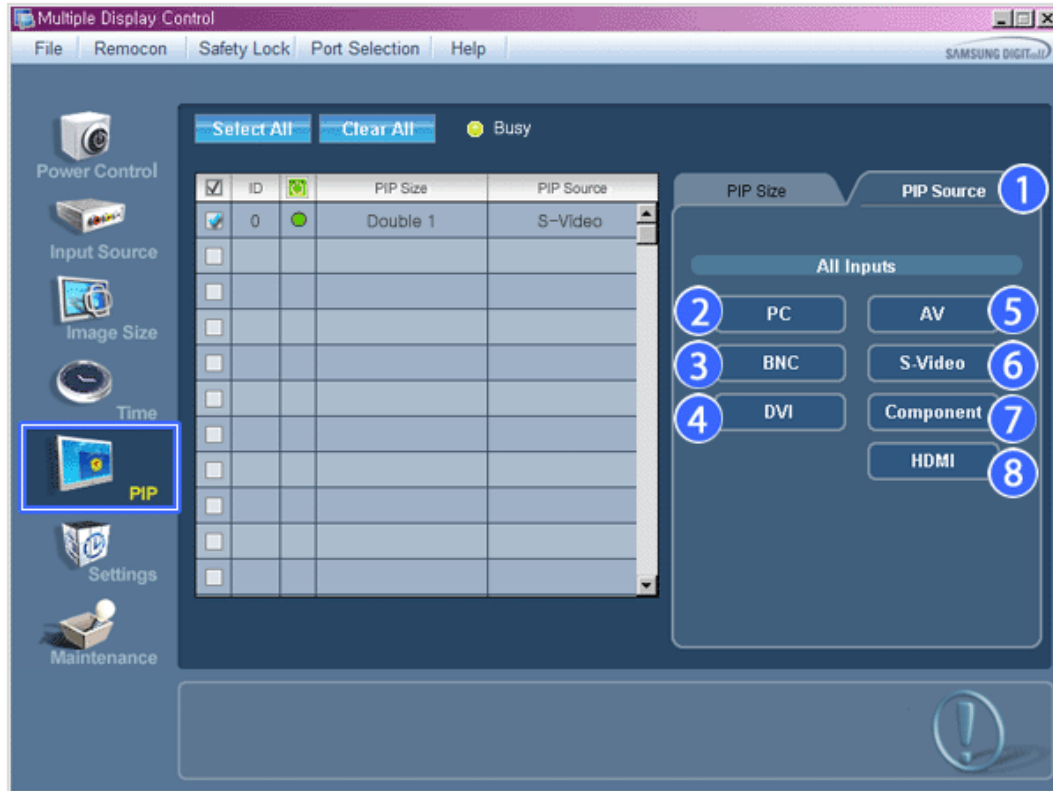 Multiple Display Control
File Remocon Safety Lock Port Selection Help
SAMSUNG DIGITall
Select All Clear All Busy
Power Control
Input Source
Image Size
Time
PIP
Settings
Maintenance
ID PIP Size PIP Source
0 Double 1 S-Video
PIP Size PIP Source 1
All Inputs
2 PC AV 5
3 BNC S-Video 6
4 DVI Component 7
HDMI 8